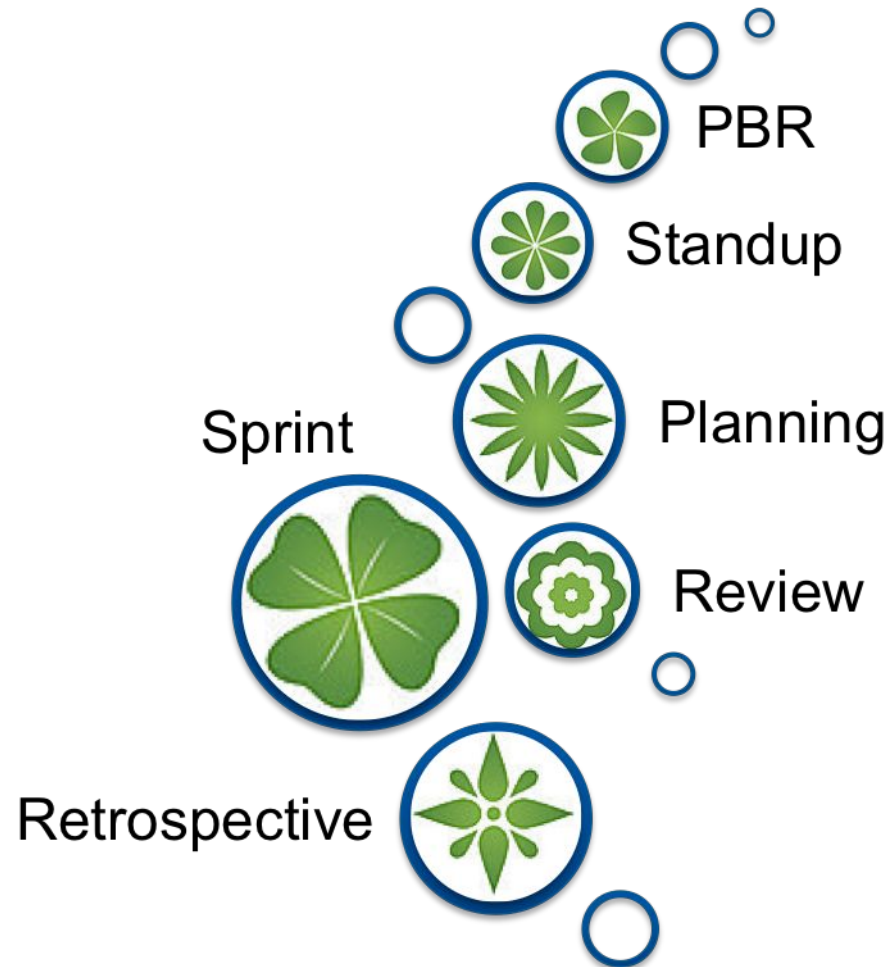 PBR
Standup
Planning
Sprint
Review
Retrospective